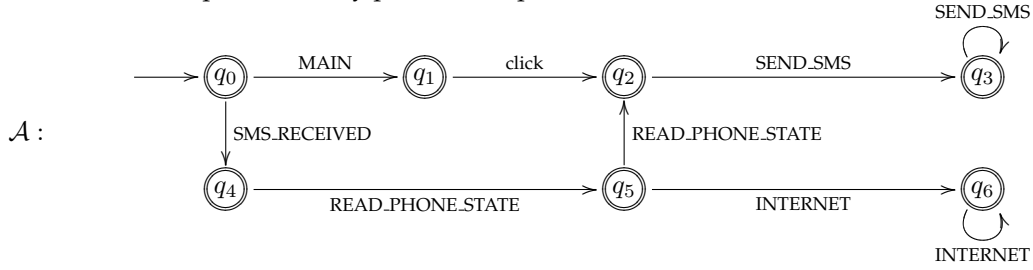 SEND_SMS
q0 MAIN q1 click q2 SEND_SMS q3
A :
SMS_RECEIVED READ_PHONE_STATE
q4 READ_PHONE_STATE q5 INTERNET q6
INTERNET